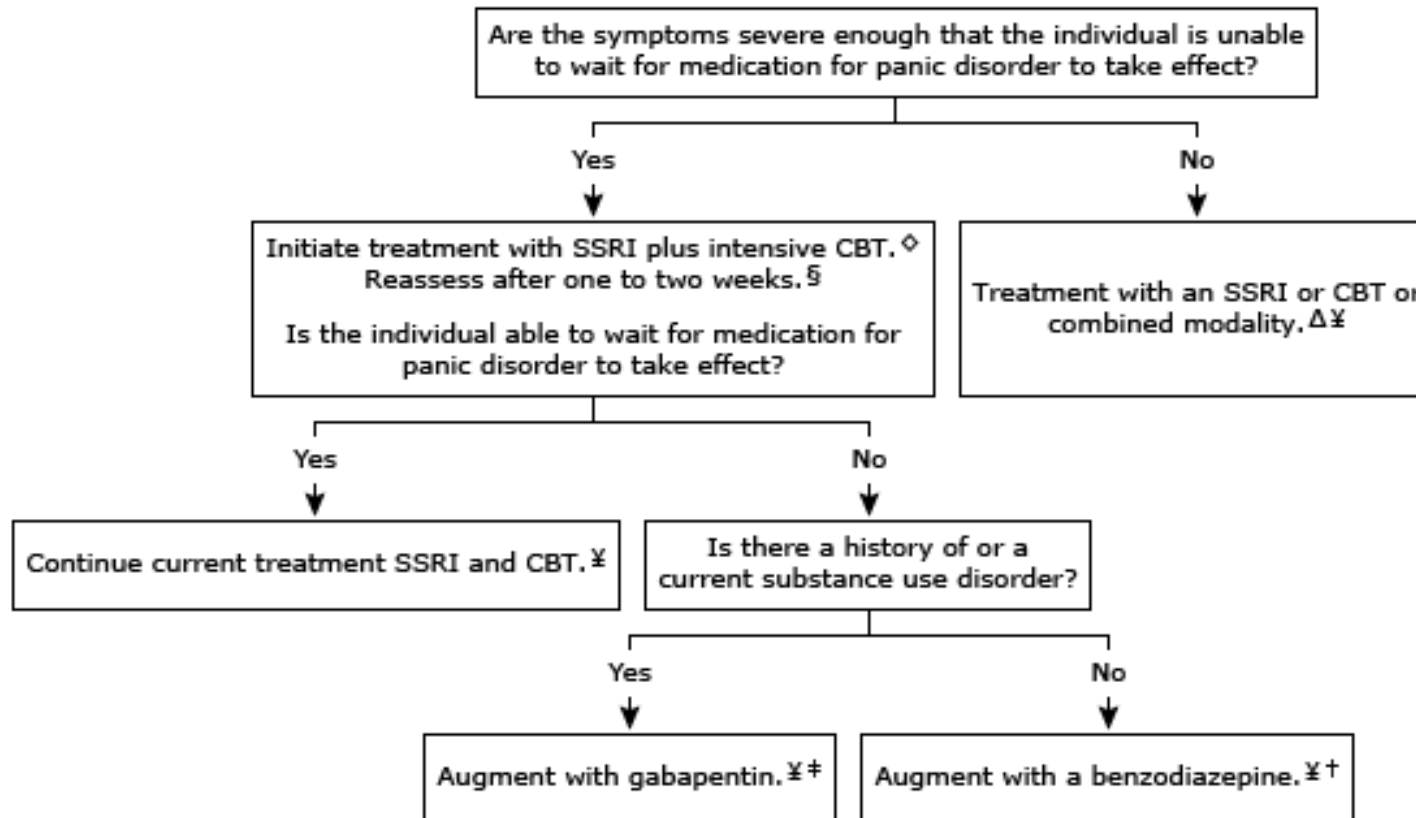 Are the symptoms severe enough that the individual is unable
to wait for medication for panic disorder to take effect?
Yes
No
Initiate treatment with SSRI plus intensive CBT.◇
Reassess after one to two weeks.§
Is the individual able to wait for medication for
panic disorder to take effect?
Treatment with an SSRI or CBT or
combined modality.Δ¥
Yes
No
Continue current treatment SSRI and CBT.¥
Is there a history of or a
current substance use disorder?
Yes
No
Augment with gabapentin.¥‡
Augment with a benzodiazepine.¥†